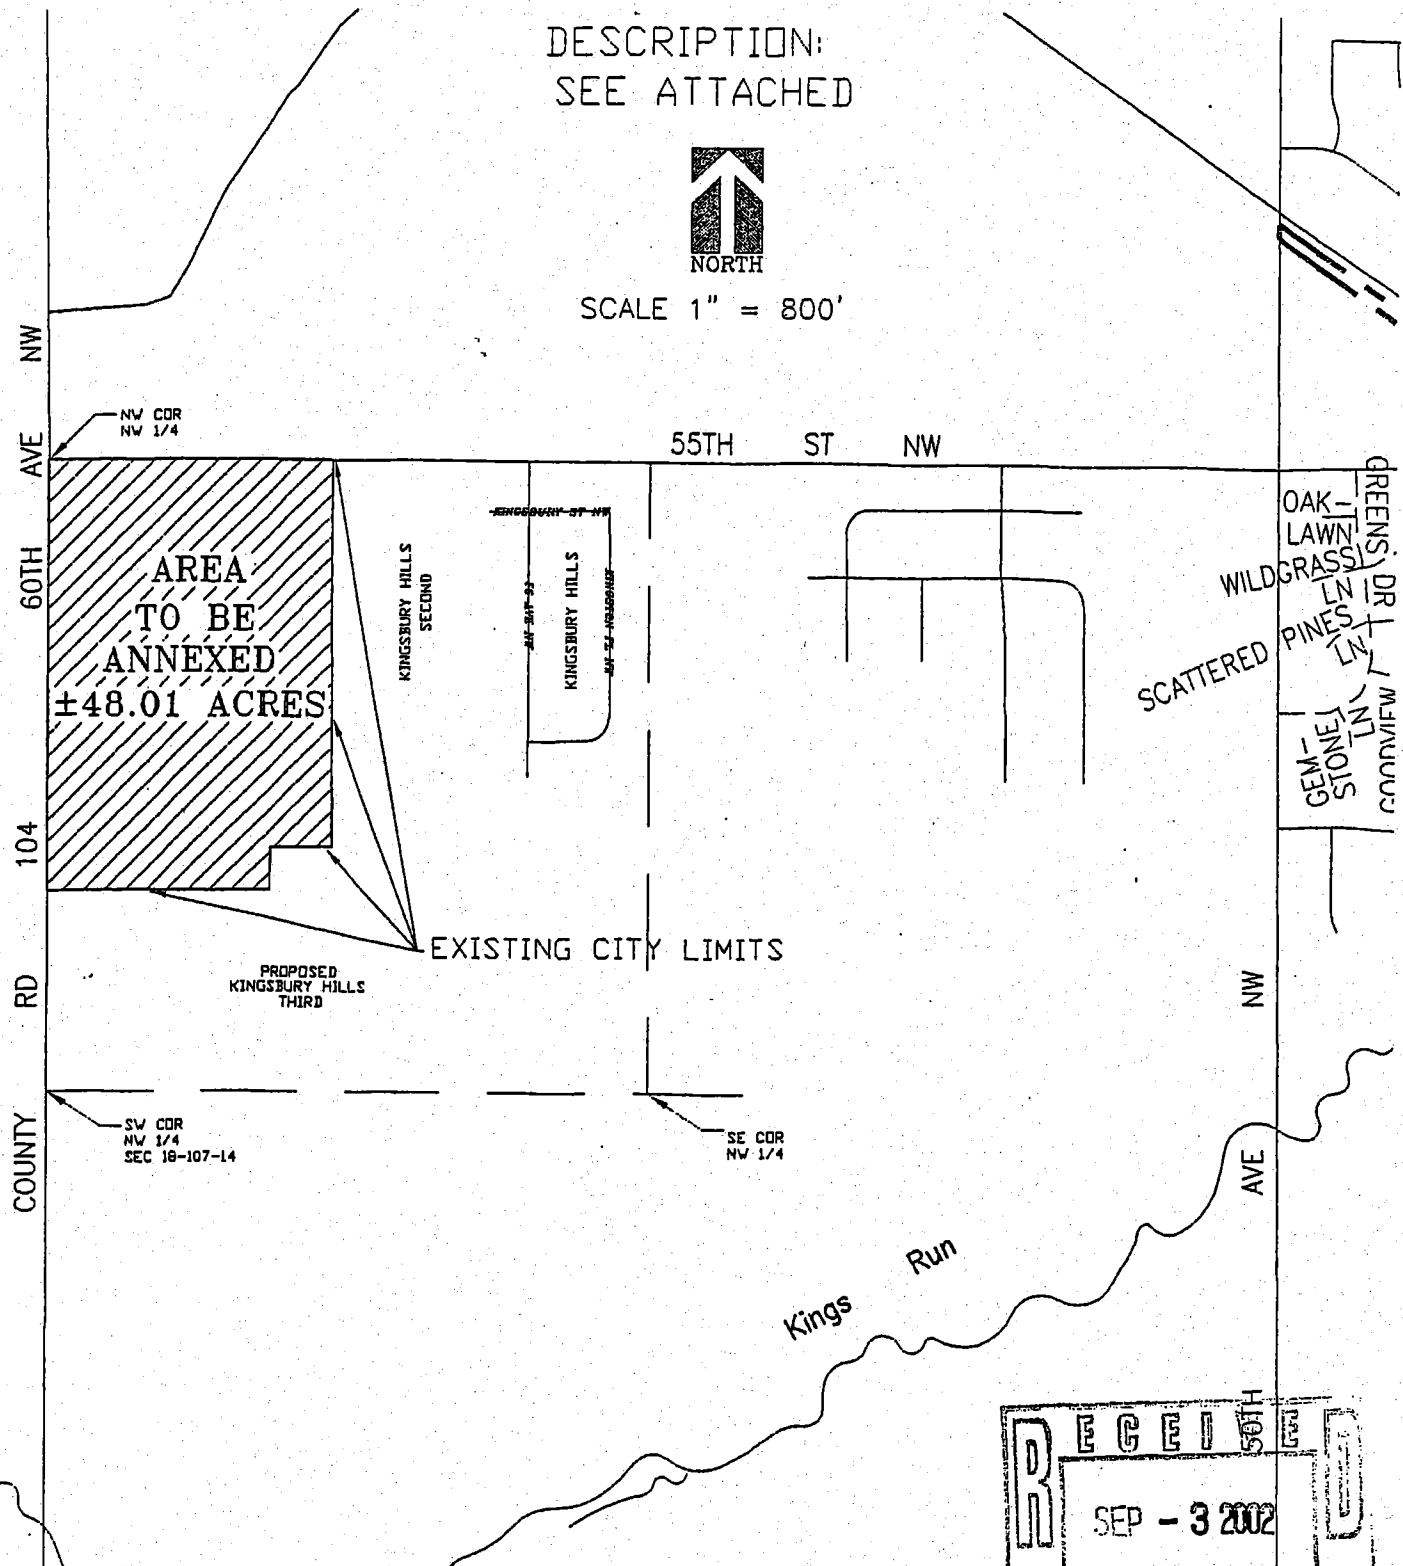 DESCRIPTION:
SEE ATTACHED
NORTH
SCALE 1" = 800'
NW COR
NW 1/4
55TH ST NW
COUNTY RD 104 60TH AVE NW
AREA
TO BE
ANNEXED
±48.01 ACRES
KINGSBURY HILLS
SECOND
KINGSBURY ST NW
KINGSBURY HILLS
OAK-
LAWN
GREENS DR
WILDGRASS
LN
SCATTERED PINES
LN
GEM-
STONE
LN
EXISTING CITY LIMITS
PROPOSED
KINGSBURY HILLS
THIRD
SW COR
NW 1/4
SEC 18-107-14
SE COR
NW 1/4
50TH AVE NW
Kings Run
RECEIVED
SEP - 3 2002